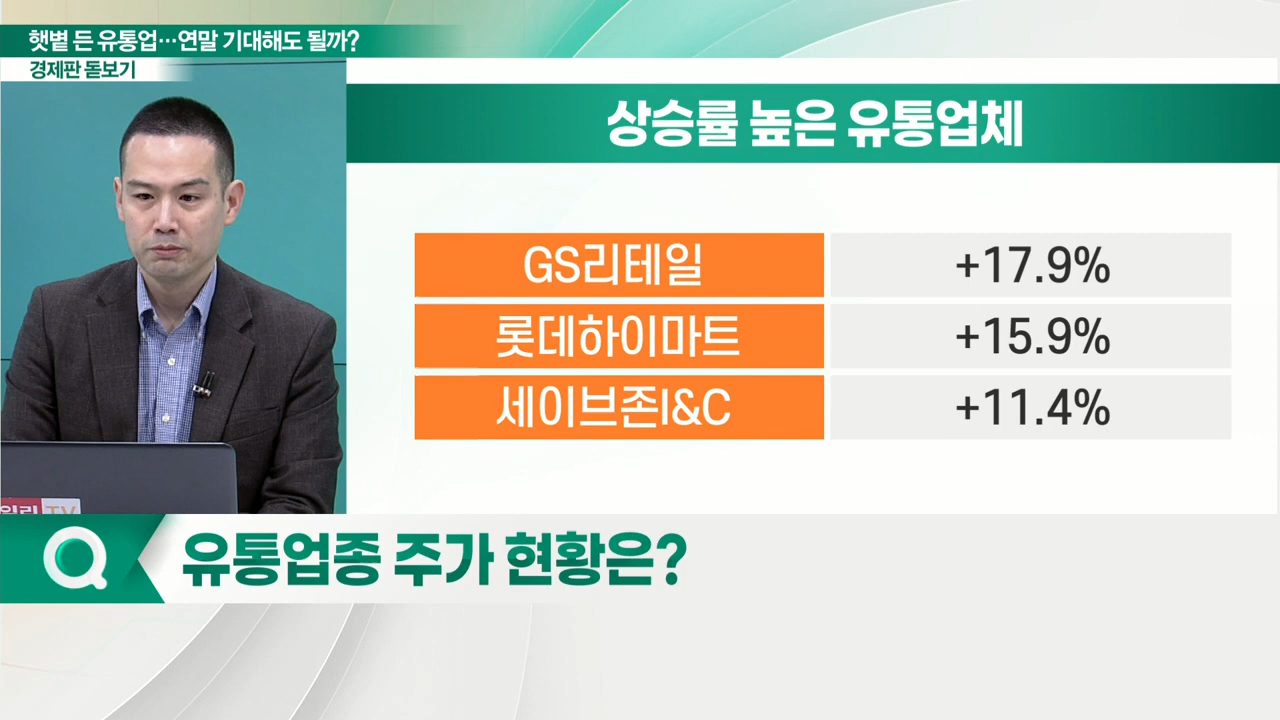 햇볕 든 유통업…연말 기대해도 될까?
경제판 돋보기
상승률 높은 유통업체
GS리테일 +17.9%
롯데하이마트 +15.9%
세이브존I&C +11.4%
TV
유통업종 주가 현황은?